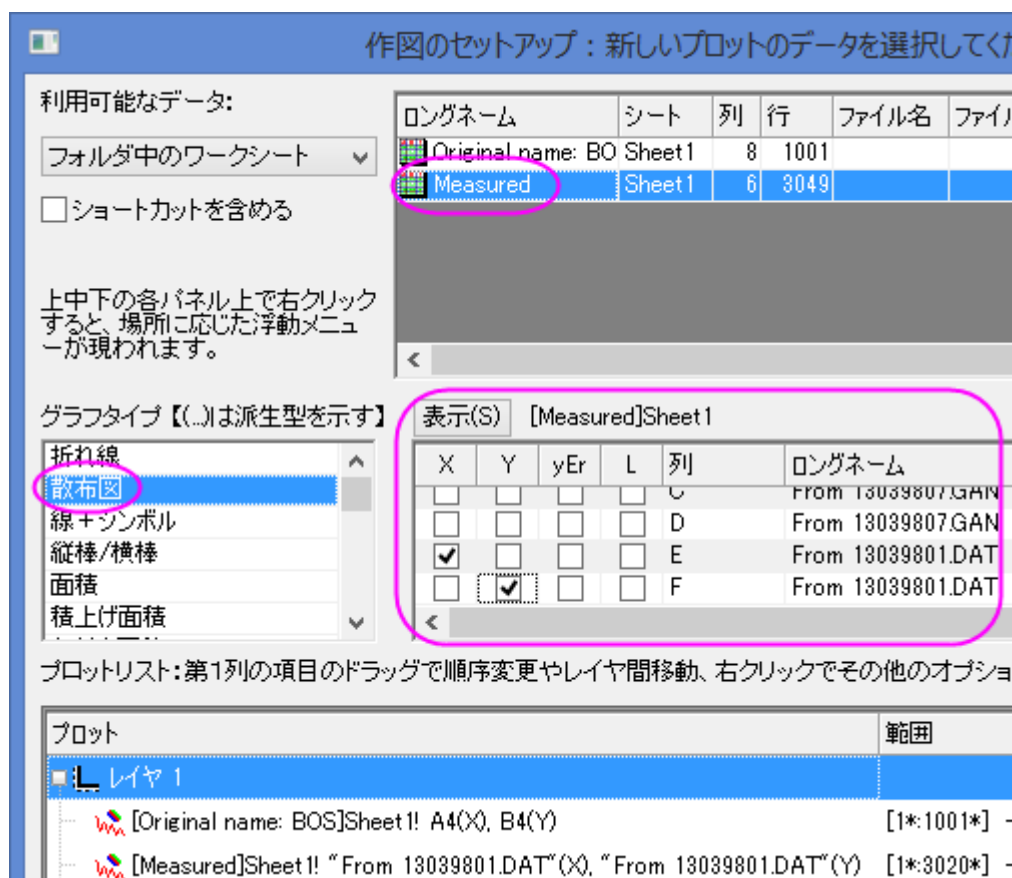 作図のセットアップ：新しいプロットのデータを選択してくだ
利用可能なデータ:
フォルダ中のワークシート
ショートカットを含める
上中下の各パネル上で右クリック
すると、場所に応じた浮動メニュ
ーが現われます。
ロングネーム シート 列 行 ファイル名 ファイル
Original name: BO Sheet1 8 1001
Measured Sheet1 6 3049
グラフタイプ【(...)は派生型を示す】
折れ線
散布図
線＋シンボル
縦棒/横棒
面積
積上げ面積
表示(S) [Measured]Sheet1
X Y yEr L 列 ロングネーム
C From 13039807.GAN
D From 13039807.GAN
E From 13039801.DAT
F From 13039801.DAT
プロットリスト：第1列の項目のドラッグで順序変更やレイヤ間移動、右クリックでその他のオプショ
プロット 範囲
レイヤ 1
[Original name: BOS]Sheet1! A4(X), B4(Y) [1*:1001*] -
[Measured]Sheet1! "From 13039801.DAT"(X), "From 13039801.DAT"(Y) [1*:3020*] -